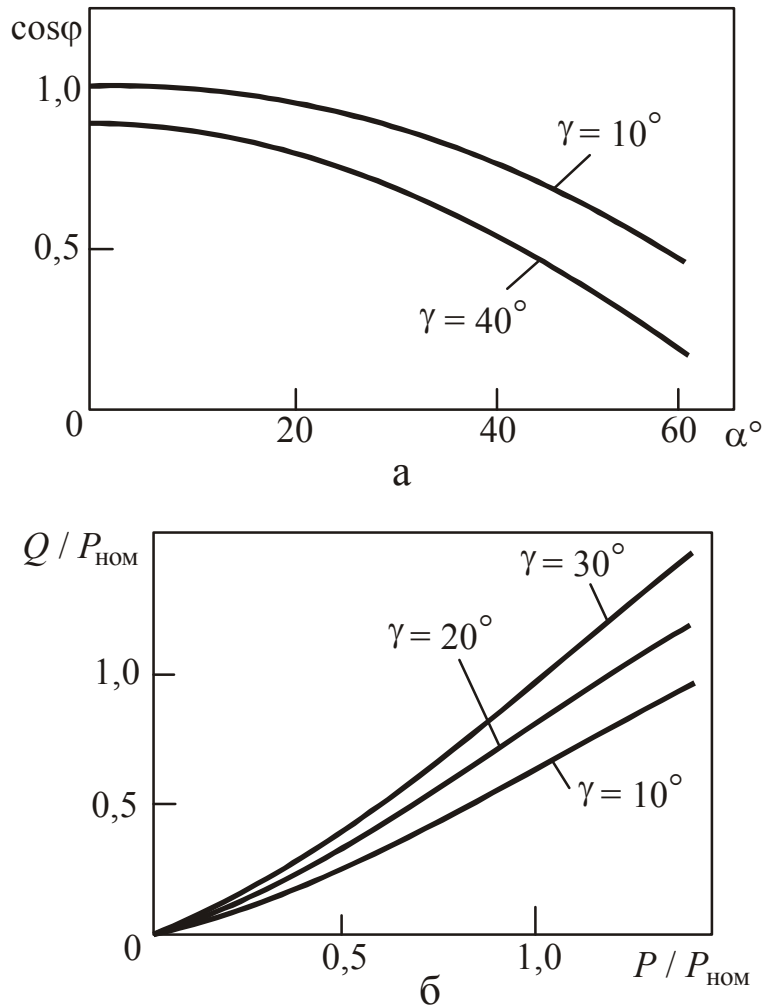 cosφ
1,0
γ = 10°
0,5
γ = 40°
0
20
40
60
α°
а
Q / Pном
γ = 30°
γ = 20°
1,0
0,5
γ = 10°
0
0,5
1,0
P / Pном
б